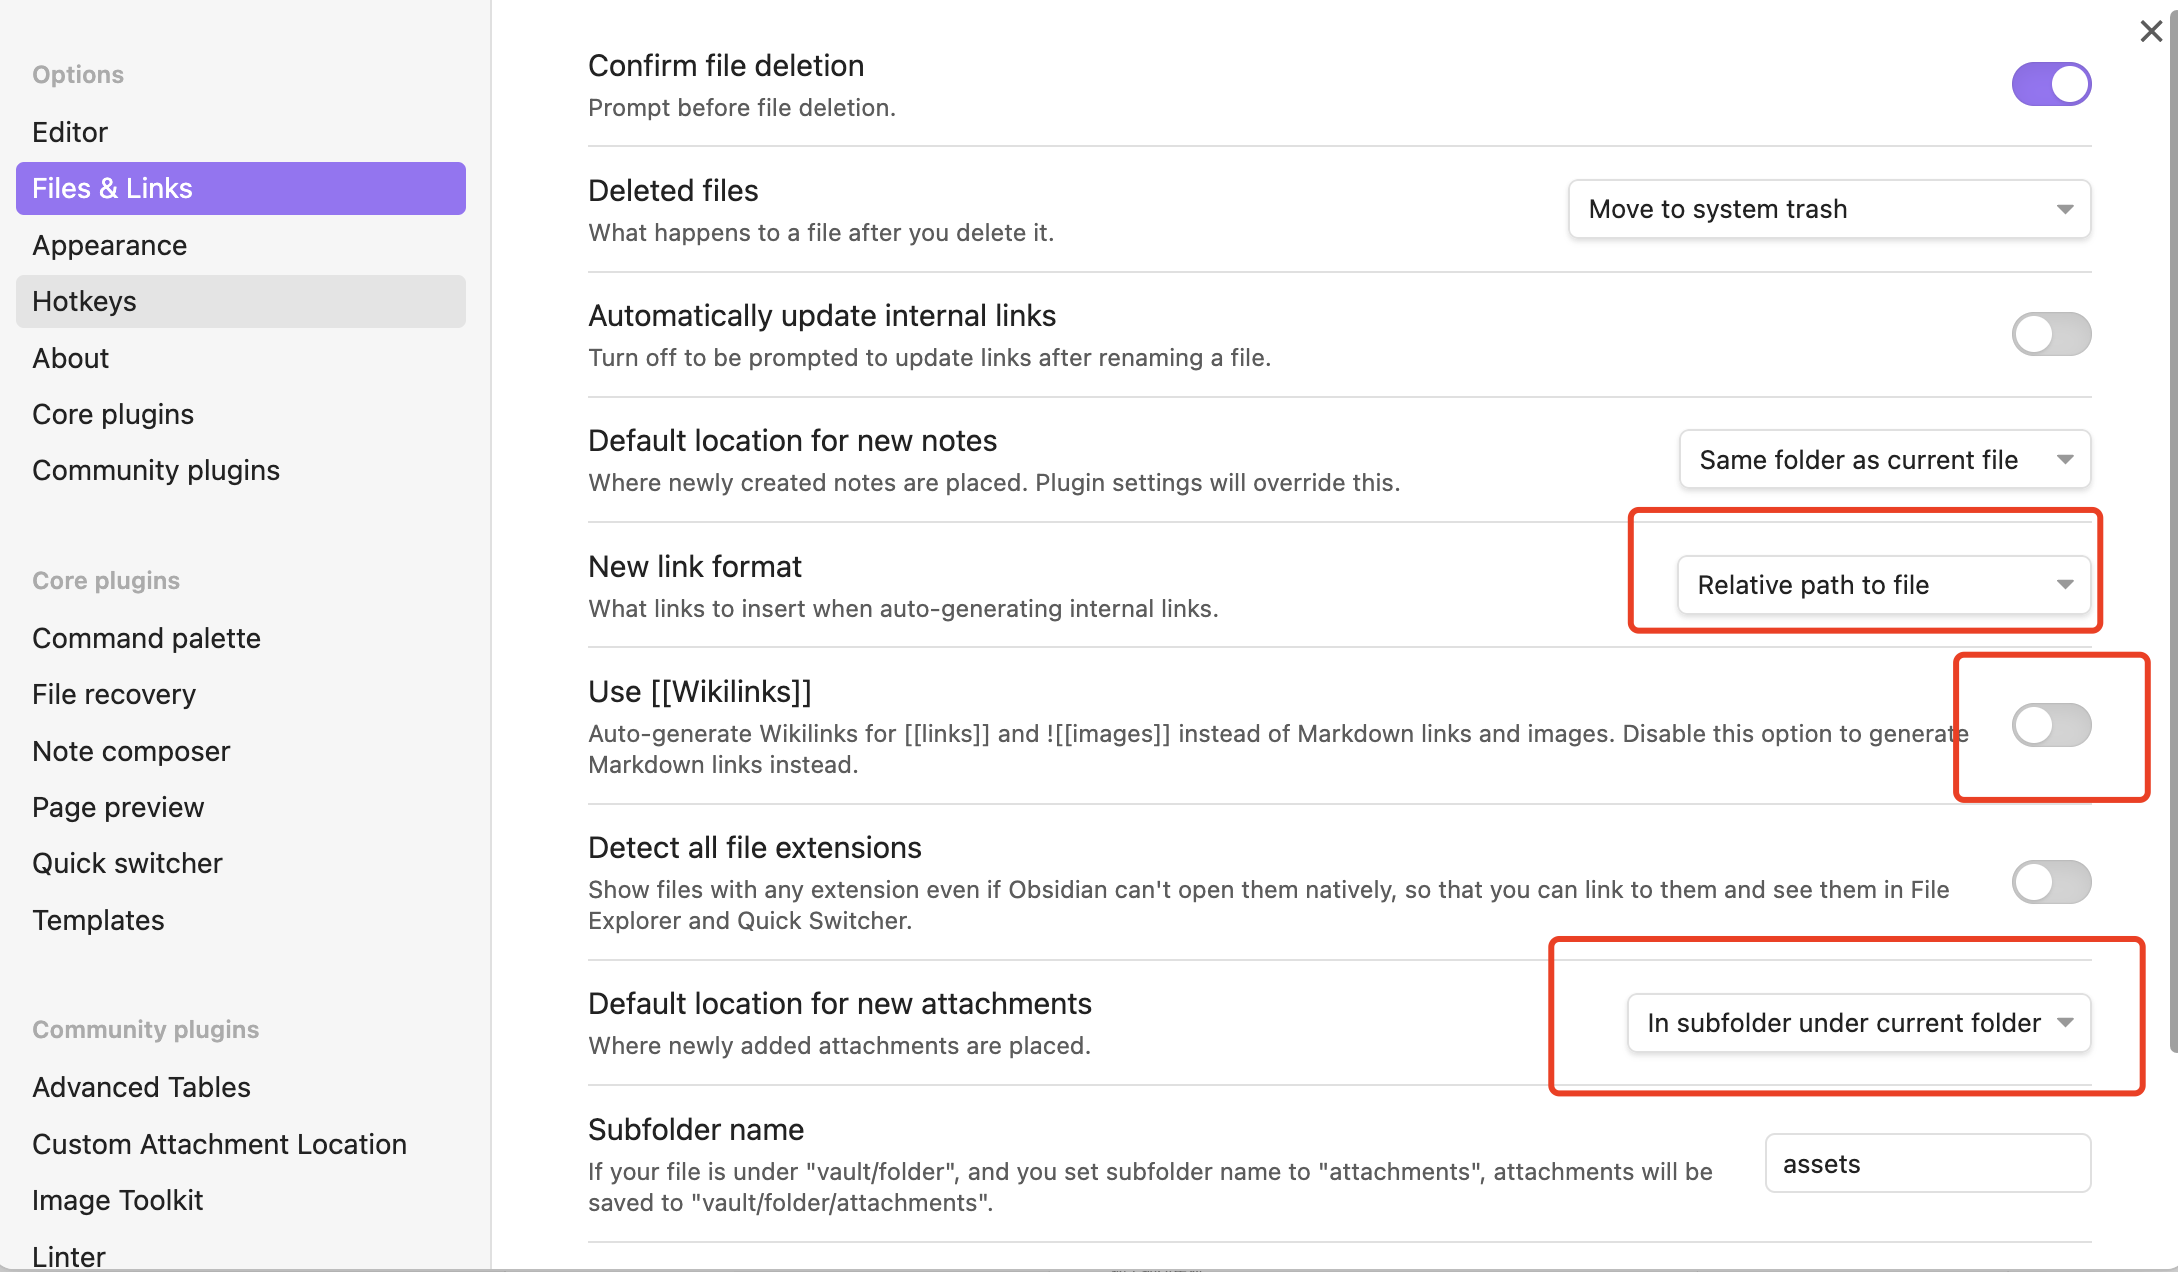 Options
Editor
Files & Links
Appearance
Hotkeys
About
Core plugins
Community plugins
Core plugins
Command palette
File recovery
Note composer
Page preview
Quick switcher
Templates
Community plugins
Advanced Tables
Custom Attachment Location
Image Toolkit
Linter
Confirm file deletion
Prompt before file deletion.
Deleted files
What happens to a file after you delete it.
Move to system trash
Automatically update internal links
Turn off to be prompted to update links after renaming a file.
Default location for new notes
Where newly created notes are placed. Plugin settings will override this.
Same folder as current file
New link format
What links to insert when auto-generating internal links.
Relative path to file
Use [[Wikilinks]]
Auto-generate Wikilinks for [[links]] and ![[images]] instead of Markdown links and images. Disable this option to generate
Markdown links instead.
Detect all file extensions
Show files with any extension even if Obsidian can't open them natively, so that you can link to them and see them in File
Explorer and Quick Switcher.
Default location for new attachments
Where newly added attachments are placed.
In subfolder under current folder
Subfolder name
If your file is under "vault/folder", and you set subfolder name to "attachments", attachments will be
saved to "vault/folder/attachments".
assets